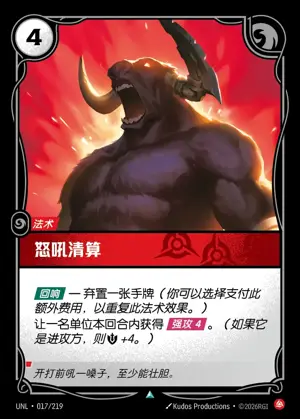 4
法术
怒吼清算
回响 — 弃置一张手牌（你可以选择支付此
额外费用，以重复此法术效果。）
让一名单位本回合内获得 强攻 4 。（如果它
是进攻方，则 +4。）
开打前吼一嗓子，至少能壮胆。
UNL • 017/219
Kudos Productions • ©2026RGI